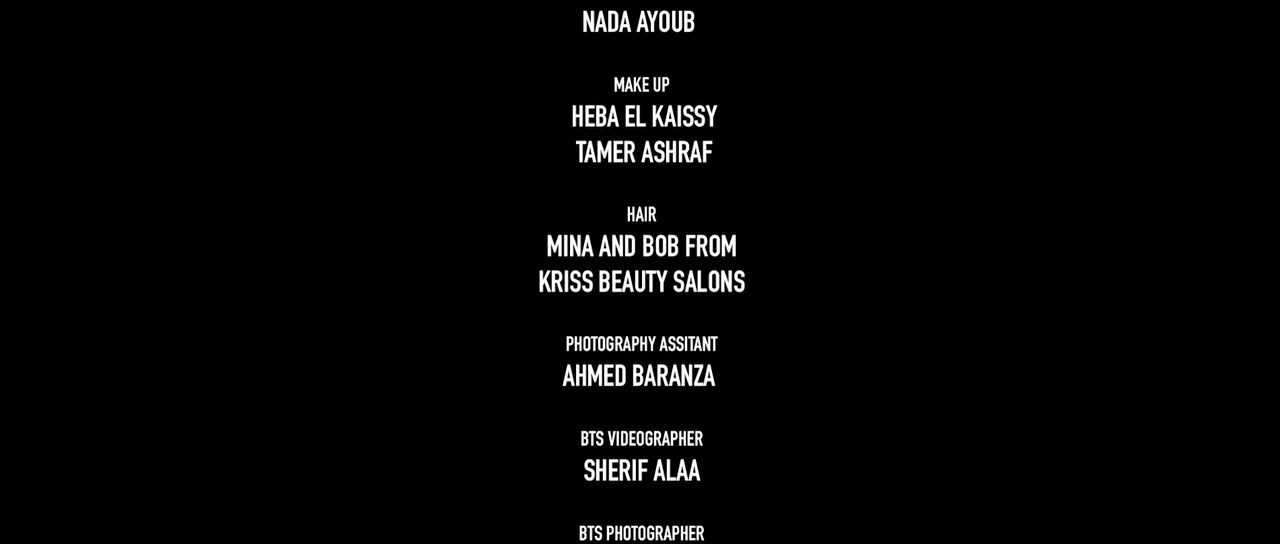 NADA AYOUB
MAKE UP
HEBA EL KAISSY
TAMER ASHRAF
HAIR
MINA AND BOB FROM
KRISS BEAUTY SALONS
PHOTOGRAPHY ASSITANT
AHMED BARANZA
BTS VIDEOGRAPHER
SHERIF ALAA
BTS PHOTOGRAPHER